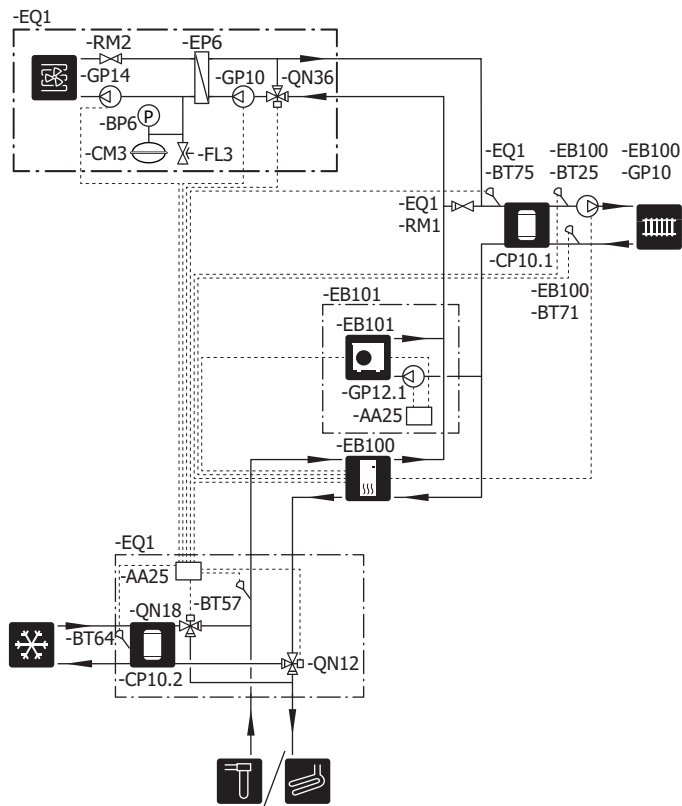 -EQ1
-RM2
-EP6
-GP14
-GP10
-QN36
-BP6
P
-CM3
-FL3
-EQ1
-BT75
-EB100
-BT25
-EB100
-GP10
-EQ1
-RM1
-CP10.1
-EB100
-BT71
-EB101
-EB101
-GP12.1
-AA25
-EB100
-EQ1
-AA25
-QN18
-BT57
-BT64
-QN12
-CP10.2